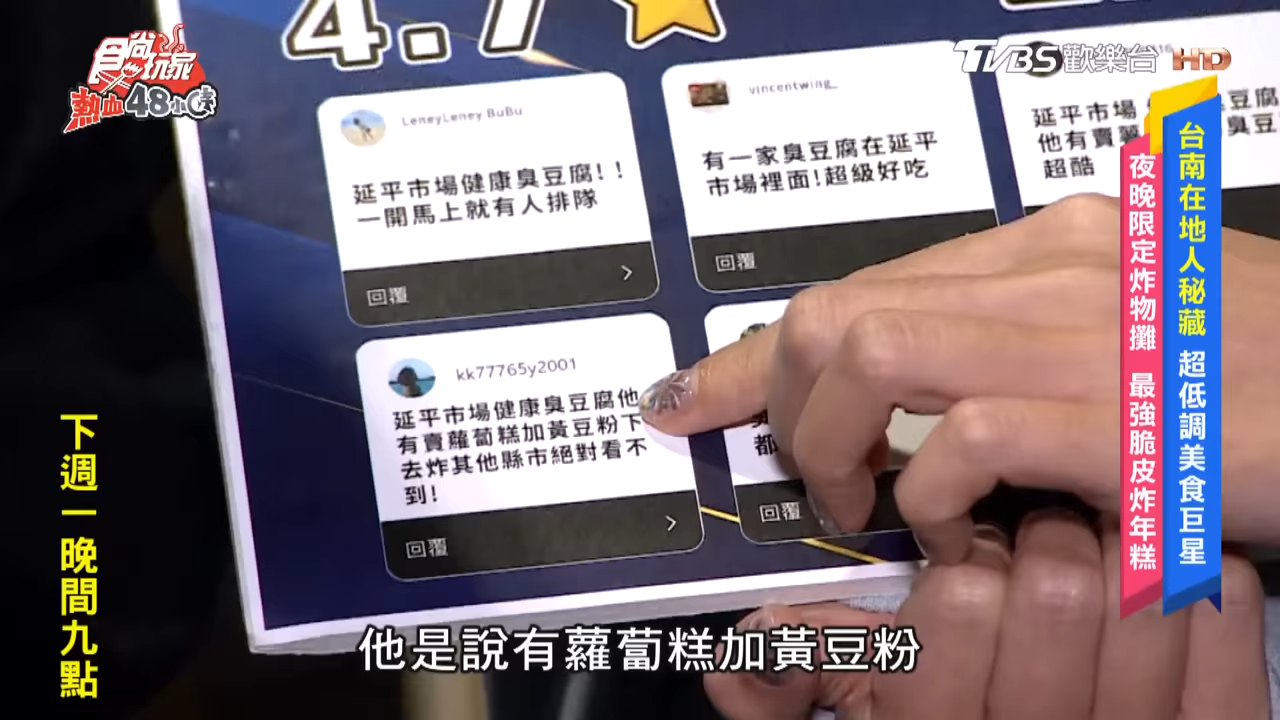 4.7
食尚玩家
熱血48小時
TVBS歡樂台 HD
LeneyLeney BuBu
延平市場健康臭豆腐!!
一開馬上就有人排隊
回覆
vincentwing_
有一家臭豆腐在延平
市場裡面!超級好吃
回覆
延平市場
豆腐
他有賣蘿
臭豆
超酷
kk77765y2001
延平市場健康臭豆腐他
有賣蘿蔔糕加黃豆粉下
去炸其他縣市絕對看不
到!
回覆
都
回覆
台南在地人秘藏 超低調美食巨星
夜晚限定炸物攤 最強脆皮炸年糕
下週一晚間九點
他是說有蘿蔔糕加黃豆粉